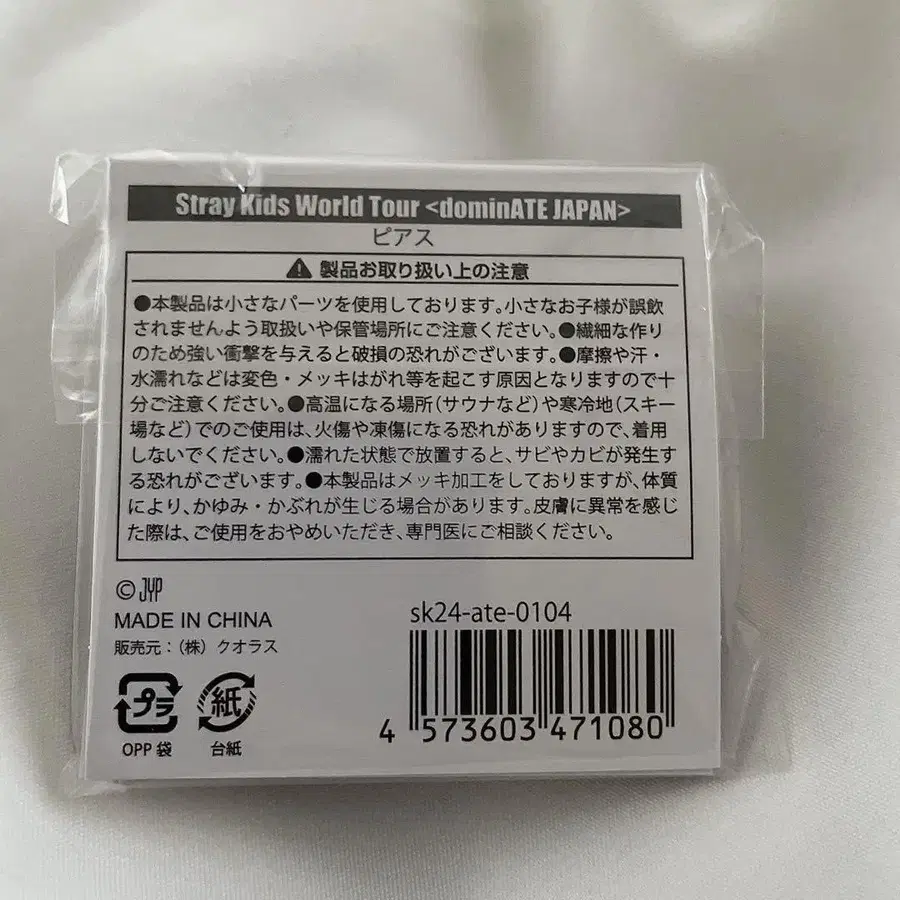 Stray Kids World Tour <dominATE JAPAN>
ピアス
製品お取り扱い上の注意
●本製品は小さなパーツを使用しております。小さなお子様が誤飲
されませんよう取扱いや保管場所にご注意ください。●繊細な作り
のため強い衝撃を与えると破損の恐れがございます。●摩擦や汗・
水濡れなどは変色・メッキはがれ等を起こす原因となりますので十
分ご注意ください。●高温になる場所(サウナなど)や寒冷地(スキー
場など)でのご使用は、火傷や凍傷になる恐れがありますので、着用
しないでください。●濡れた状態で放置すると、サビやカビが発生す
る恐れがございます。●本製品はメッキ加工をしておりますが、体質
により、かゆみ・かぶれが生じる場合があります。皮膚に異常を感じ
た際は、ご使用をおやめいただき、専門医にご相談ください。
© JYP
MADE IN CHINA
販売元:(株)クオラス
プラ
OPP 袋
紙
台紙
sk24-ate-0104
4 573603 471080